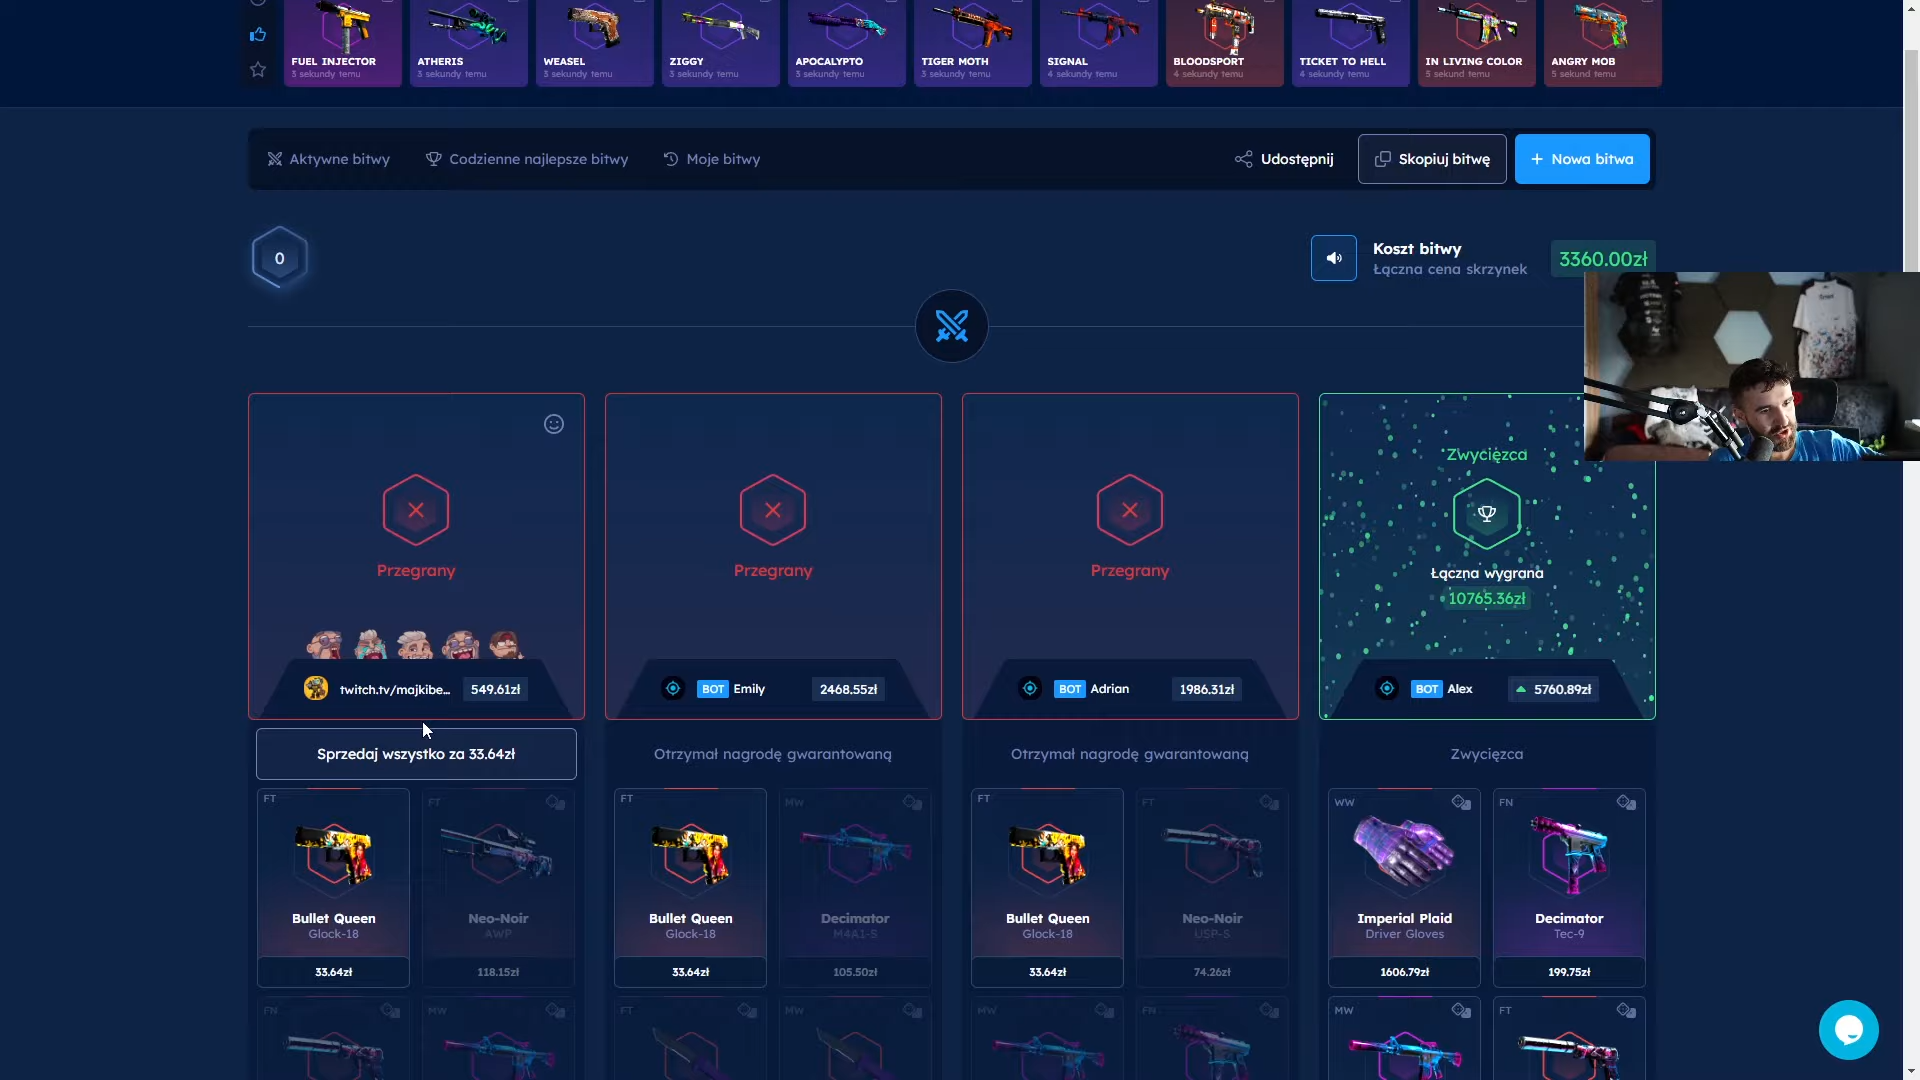 FUEL INJECTOR
3 sekundy temu
ATHERIS
3 sekundy temu
WEASEL
3 sekundy temu
ZIGGY
3 sekundy temu
APOCALYPTO
3 sekundy temu
TIGER MOTH
3 sekundy temu
SIGNAL
4 sekundy temu
BLOODSPORT
4 sekundy temu
TICKET TO HELL
4 sekundy temu
IN LIVING COLOR
5 sekund temu
ANGRY MOB
5 sekund temu
Aktywne bitwy
Codzienne najlepsze bitwy
Moje bitwy
Udostępnij
Skopiuj bitwę
+ Nowa bitwa
0
Koszt bitwy
Łączna cena skrzynek
3360.00zł
Przegrany
twitch.tv/majkibe...
549.61zł
Przegrany
BOT Emily
2468.55zł
Przegrany
BOT Adrian
1986.31zł
Zwycięzca
Łączna wygrana
10765.36zł
BOT Alex
5760.89zł
Sprzedaj wszystko za 33.64zł
Otrzymał nagrodę gwarantowaną
Otrzymał nagrodę gwarantowaną
Zwycięzca
FT
Bullet Queen
Glock-18
33.64zł
FT
Neo-Noir
AWP
118.15zł
FT
Bullet Queen
Glock-18
33.64zł
MW
Decimator
M4A1-S
105.50zł
FT
Bullet Queen
Glock-18
33.64zł
FT
Neo-Noir
USP-S
74.26zł
WW
Imperial Plaid
Driver Gloves
1606.79zł
FN
Decimator
Tec-9
199.75zł
FN
MW
FT
MW
MW
FN
MW
FT